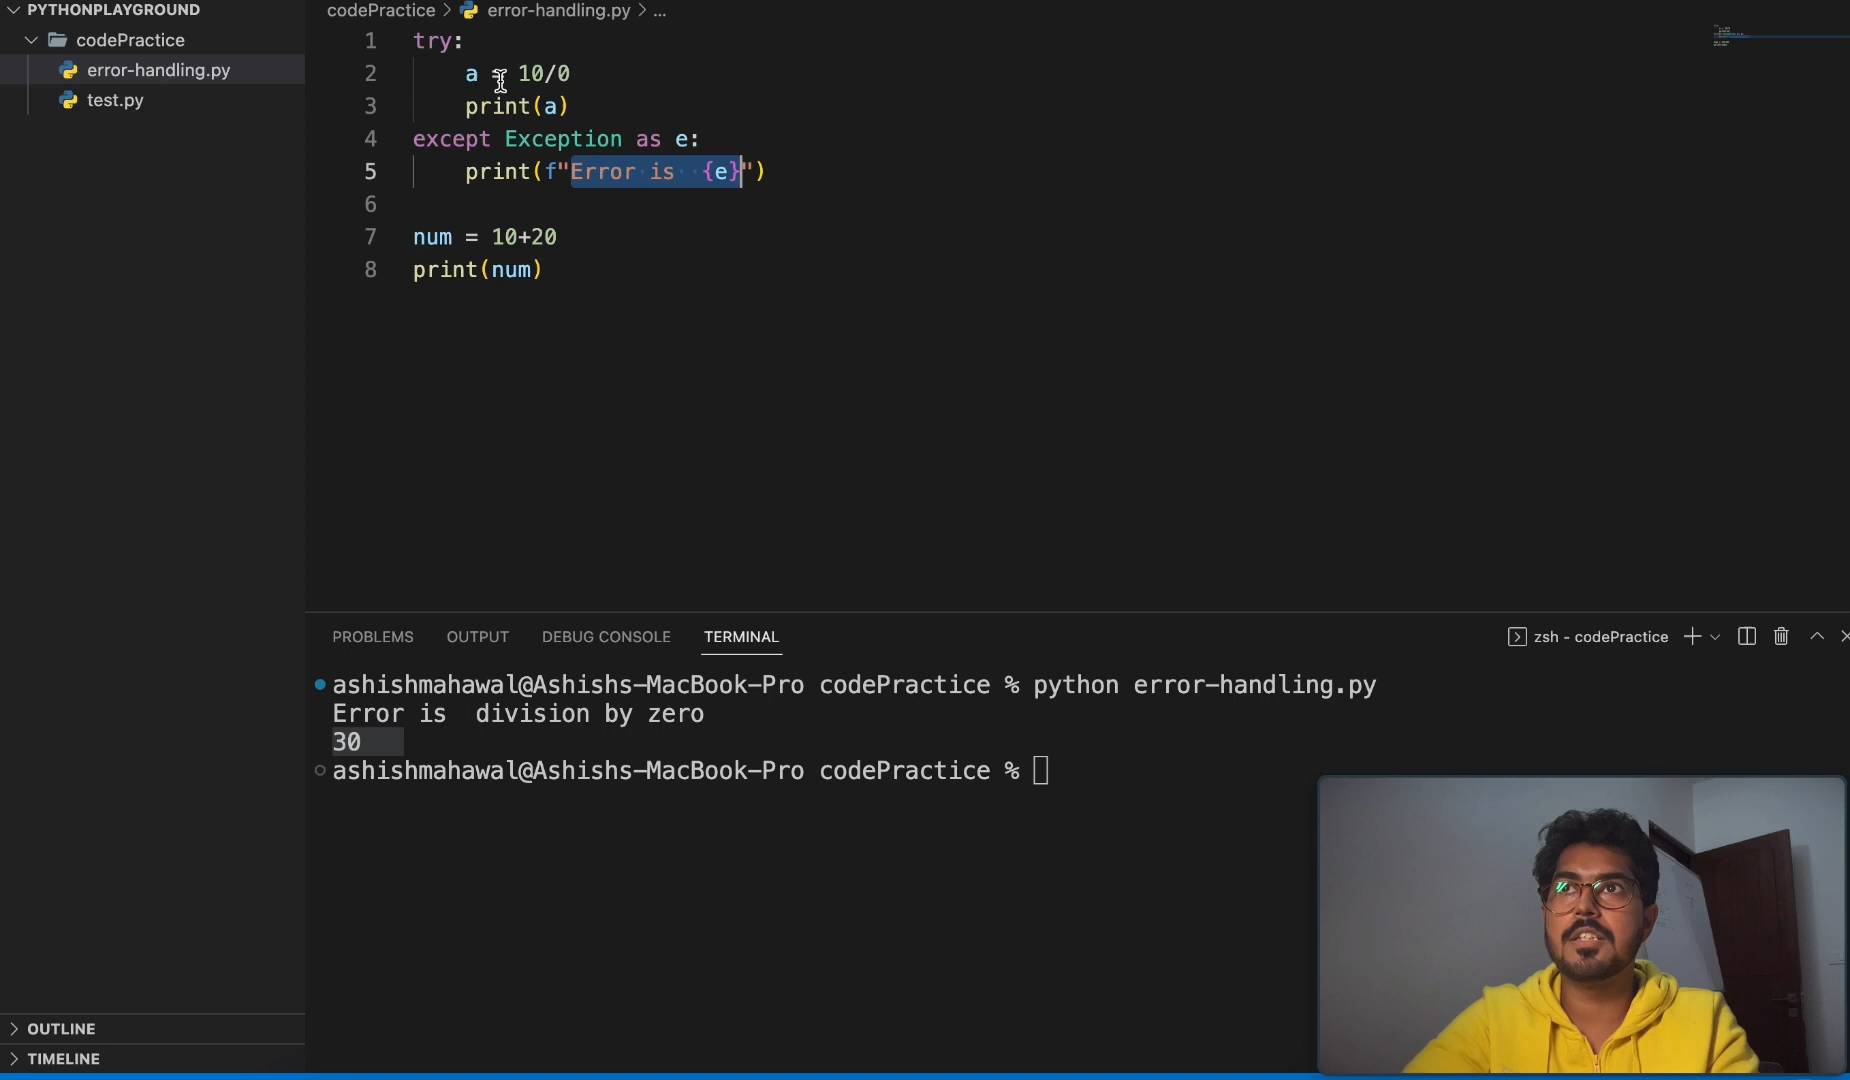 PYTHONPLAYGROUND
codePractice
error-handling.py
test.py
OUTLINE
TIMELINE
codePractice > error-handling.py > ...
1 try:
2 a = 10/0
3 print(a)
4 except Exception as e:
5 print(f"Error is  {e}")
6
7 num = 10+20
8 print(num)
PROBLEMS OUTPUT DEBUG CONSOLE TERMINAL
zsh - codePractice
ashishmahawal@Ashishs-MacBook-Pro codePractice % python error-handling.py
Error is  division by zero
30
ashishmahawal@Ashishs-MacBook-Pro codePractice %